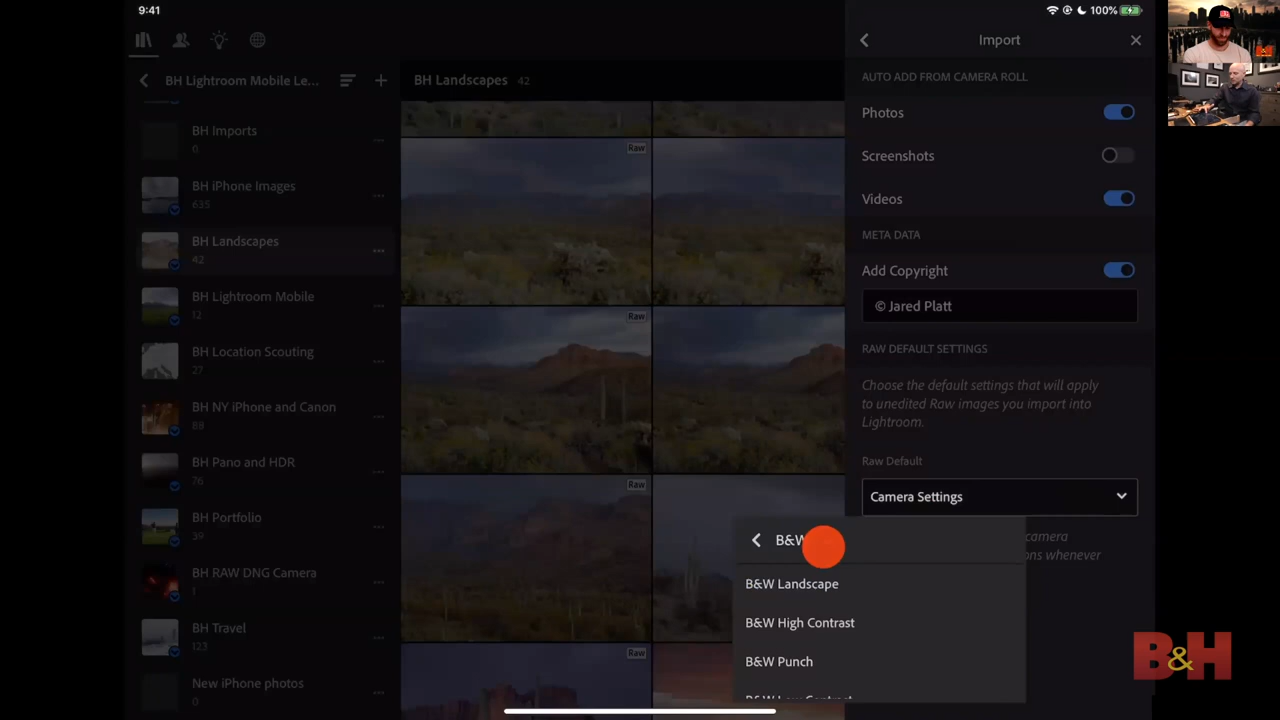 9:41
100%
BH Lightroom Mobile Le...
BH Imports
0
BH iPhone Images
635
BH Landscapes
42
BH Lightroom Mobile
12
BH Location Scouting
27
BH NY iPhone and Canon
88
BH Pano and HDR
76
BH Portfolio
39
BH RAW DNG Camera
1
BH Travel
123
New iPhone photos
0
BH Landscapes 42
Raw
Raw
Raw
Raw
Import
AUTO ADD FROM CAMERA ROLL
Photos
Screenshots
Videos
META DATA
Add Copyright
© Jared Platt
RAW DEFAULT SETTINGS
Choose the default settings that will apply
to unedited Raw images you import into
Lightroom.
Raw Default
Camera Settings
camera
ons whenever
B&W
B&W Landscape
B&W High Contrast
B&W Punch
B&W Low Contrast
B&H